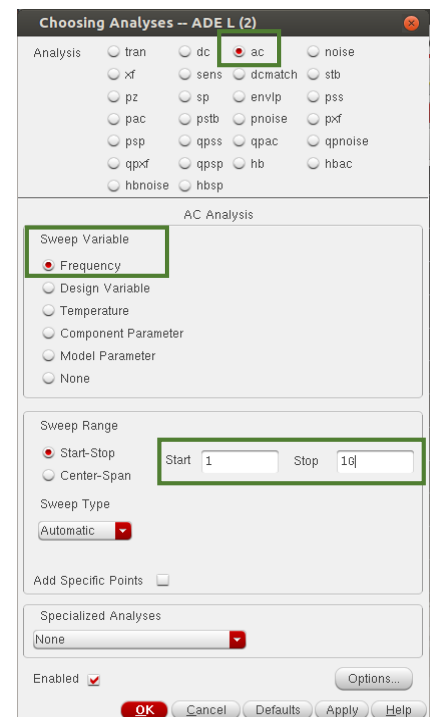 Choosing Analyses -- ADE L (2)
Analysis tran dc ac noise
xf sens dcmatch stb
pz sp envlp pss
pac pstb pnoise pxf
psp qpss qpac qpnoise
qpxf qpsp hb hbac
hbnoise hbsp
AC Analysis
Sweep Variable
Frequency
Design Variable
Temperature
Component Parameter
Model Parameter
None
Sweep Range
Start-Stop Start 1 Stop 1G
Center-Span
Sweep Type
Automatic
Add Specific Points
Specialized Analyses
None
Enabled Options...
OK Cancel Defaults Apply Help